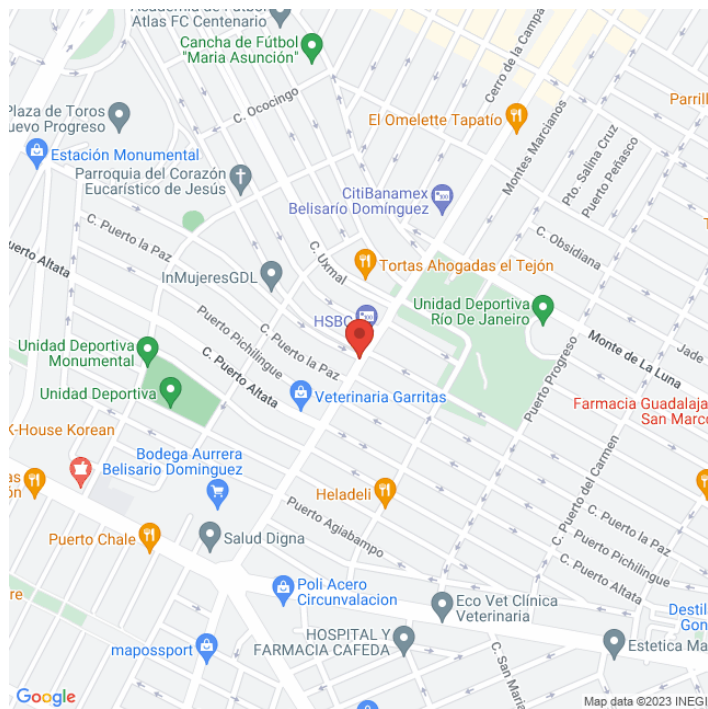 Atlas FC Centenario
Cancha de Fútbol
"Maria Asunción"
C. Ococingo
Cerro de la Campa
Plaza de Toros
uevo Progreso
El Omelette Tapatío
Parrill
Montes Marcianos
Estación Monumental
Parroquia del Corazón
Eucarístico de Jesús
Pto. Salina Cruz
Puerto Peñasco
CitiBanamex
Belisario Domínguez
C. Puerto la Paz
Puerto Altata
C. Uxmal
C. Obsidiana
Tortas Ahogadas el Tejón
InMujeresGDL
Unidad Deportiva
Río De Janeiro
HSBC
Puerto Pichilingue
C. Puerto la Paz
Monte de La Luna
Jade
Unidad Deportiva
Monumental
C. Puerto Altata
Puerto Progreso
Unidad Deportiva
Veterinaria Garritas
Farmacia Guadalaja
San Marco
K-House Korean
Bodega Aurrera
Belisario Dominguez
C. Puerto del Carmen
Heladeli
Puerto Agiabampo
C. Puerto la Paz
Puerto Chale
Salud Digna
Puerto Pichilingue
C. Puerto Altata
Poli Acero
Circunvalacion
Eco Vet Clínica
Veterinaria
Destil
Gon
HOSPITAL Y
FARMACIA CAFEDA
mapossport
Estetica Ma
C. San Maria
Google
Map data ©2023 INEGI